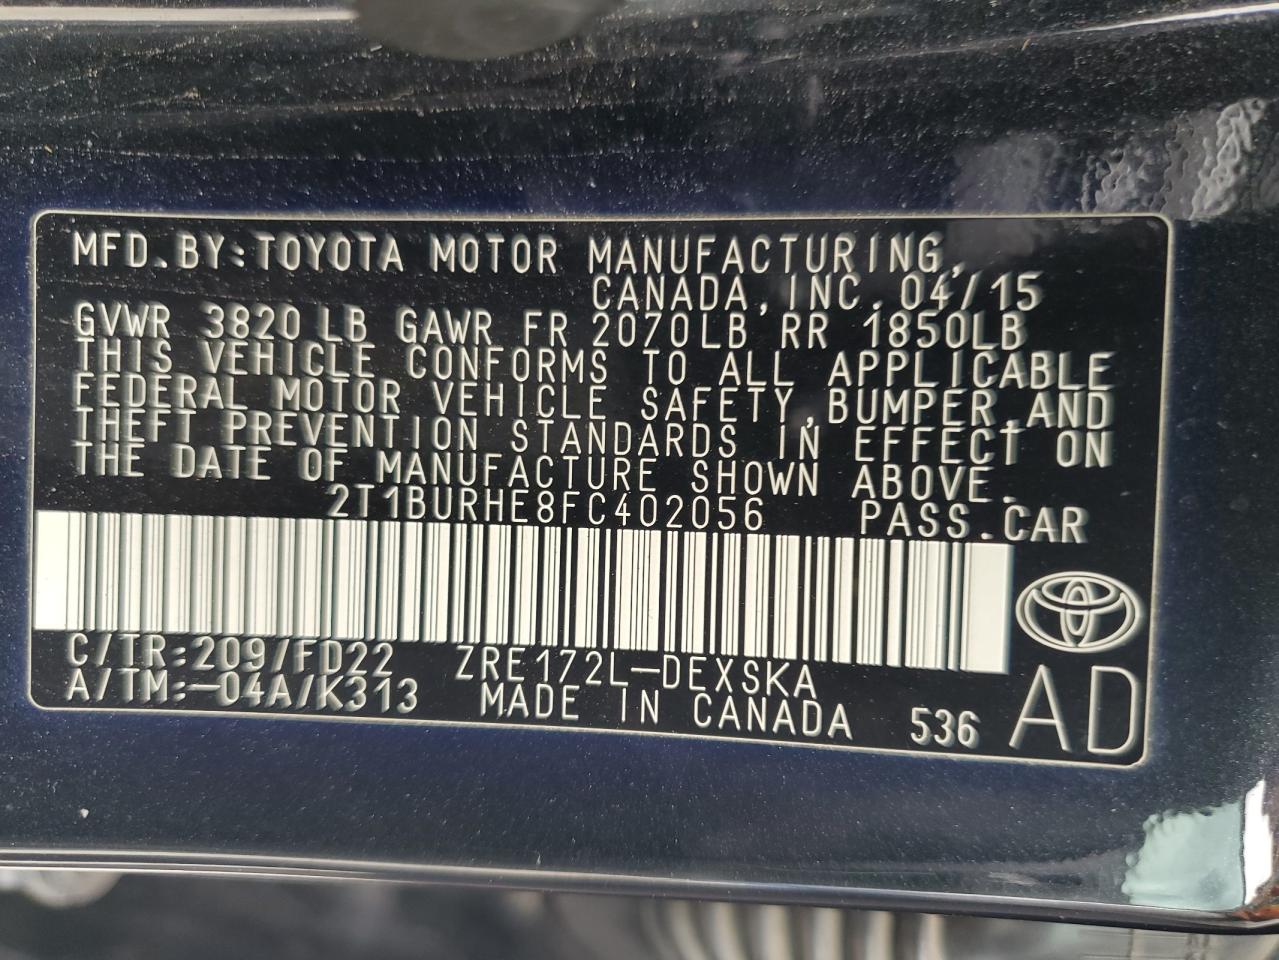 MFD.BY:TOYOTA MOTOR MANUFACTURING,
CANADA,INC. 04/15
GVWR 3820LB GAWR FR 2070LB RR 1850LB
THIS VEHICLE CONFORMS TO ALL APPLICABLE
FEDERAL MOTOR VEHICLE SAFETY,BUMPER,AND
THEFT PREVENTION STANDARDS IN EFFECT ON
THE DATE OF MANUFACTURE SHOWN ABOVE.
2T1BURHE8FC402056 PASS.CAR
C/TR:209/FD22 ZRE172L-DEXSKA
A/TM:-04A/K313 MADE IN CANADA 536 AD